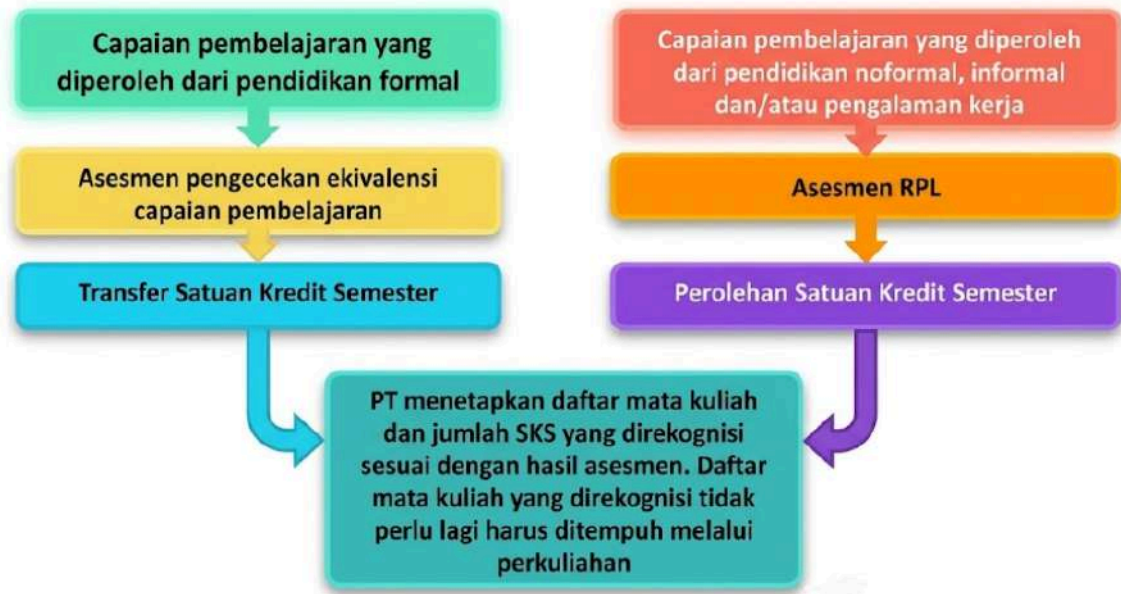 Capaian pembelajaran yang
diperoleh dari pendidikan formal
Asesmen pengecekan ekivalensi
capaian pembelajaran
Transfer Satuan Kredit Semester
Capaian pembelajaran yang diperoleh
dari pendidikan noformal, informal
dan/atau pengalaman kerja
Asesmen RPL
Perolehan Satuan Kredit Semester
PT menetapkan daftar mata kuliah
dan jumlah SKS yang direkognisi
sesuai dengan hasil asesmen. Daftar
mata kuliah yang direkognisi tidak
perlu lagi harus ditempuh melalui
perkuliahan